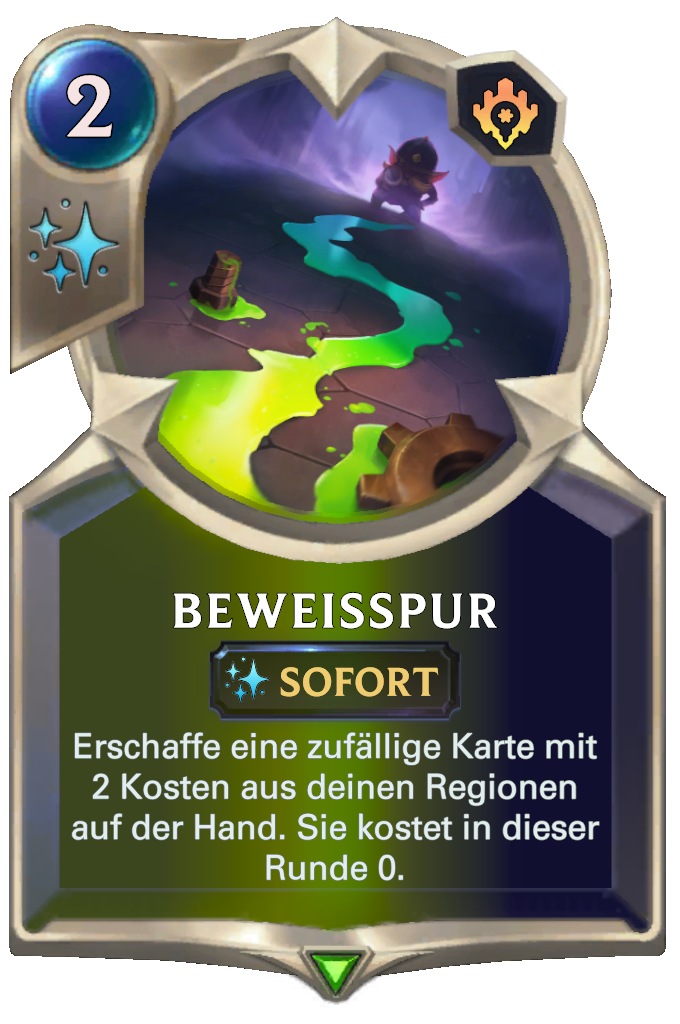 2
BEWEISSPUR
SOFORT
Erschaffe eine zufällige Karte mit
2 Kosten aus deinen Regionen
auf der Hand. Sie kostet in dieser
Runde 0.